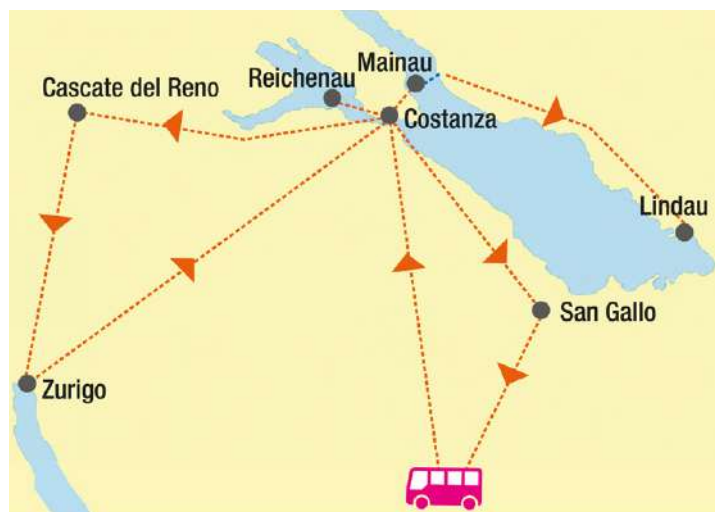 Mainau
Reichenau
Cascate del Reno
Costanza
Lindau
San Gallo
Zurigo